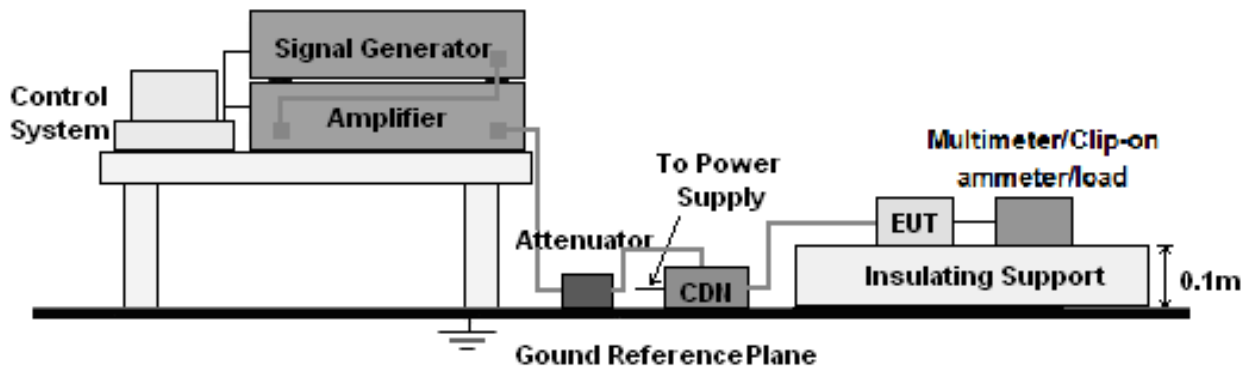 Signal Generator
Control
System
Amplifier
Multimeter/Clip-on
ammeter/load
To Power
Supply
EUT
Attenuator
CDN
Insulating Support
0.1m
Gound Reference Plane